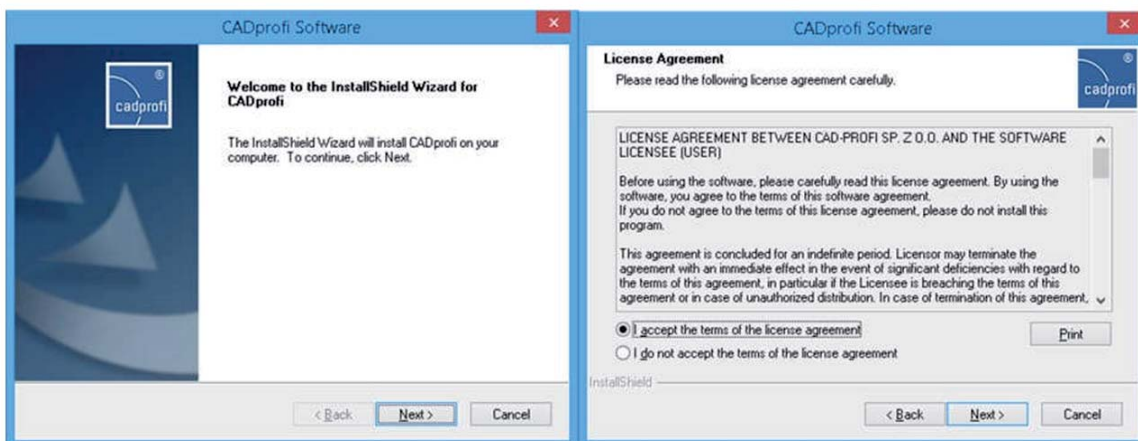 CADprofi Software
cadprofi
Welcome to the InstallShield Wizard for
CADprofi
The InstallShield Wizard will install CADprofi on your
computer. To continue, click Next.
< Back
Next >
Cancel
CADprofi Software
License Agreement
Please read the following license agreement carefully.
cadprofi
LICENSE AGREEMENT BETWEEN CAD-PROFI SP. Z O.O. AND THE SOFTWARE
LICENSEE (USER)
Before using the software, please carefully read this license agreement. By using the
software, you agree to the terms of this software agreement.
If you do not agree to the terms of this license agreement, please do not install this
program.
This agreement is concluded for an indefinite period. Licensor may terminate the
agreement with an immediate effect in the event of significant deficiencies with regard to
the terms of this agreement, in particular if the Licensee is breaching the terms of this
agreement or in case of unauthorized distribution. In case of termination of this agreement,
I accept the terms of the license agreement
Print
I do not accept the terms of the license agreement
InstallShield
< Back
Next >
Cancel